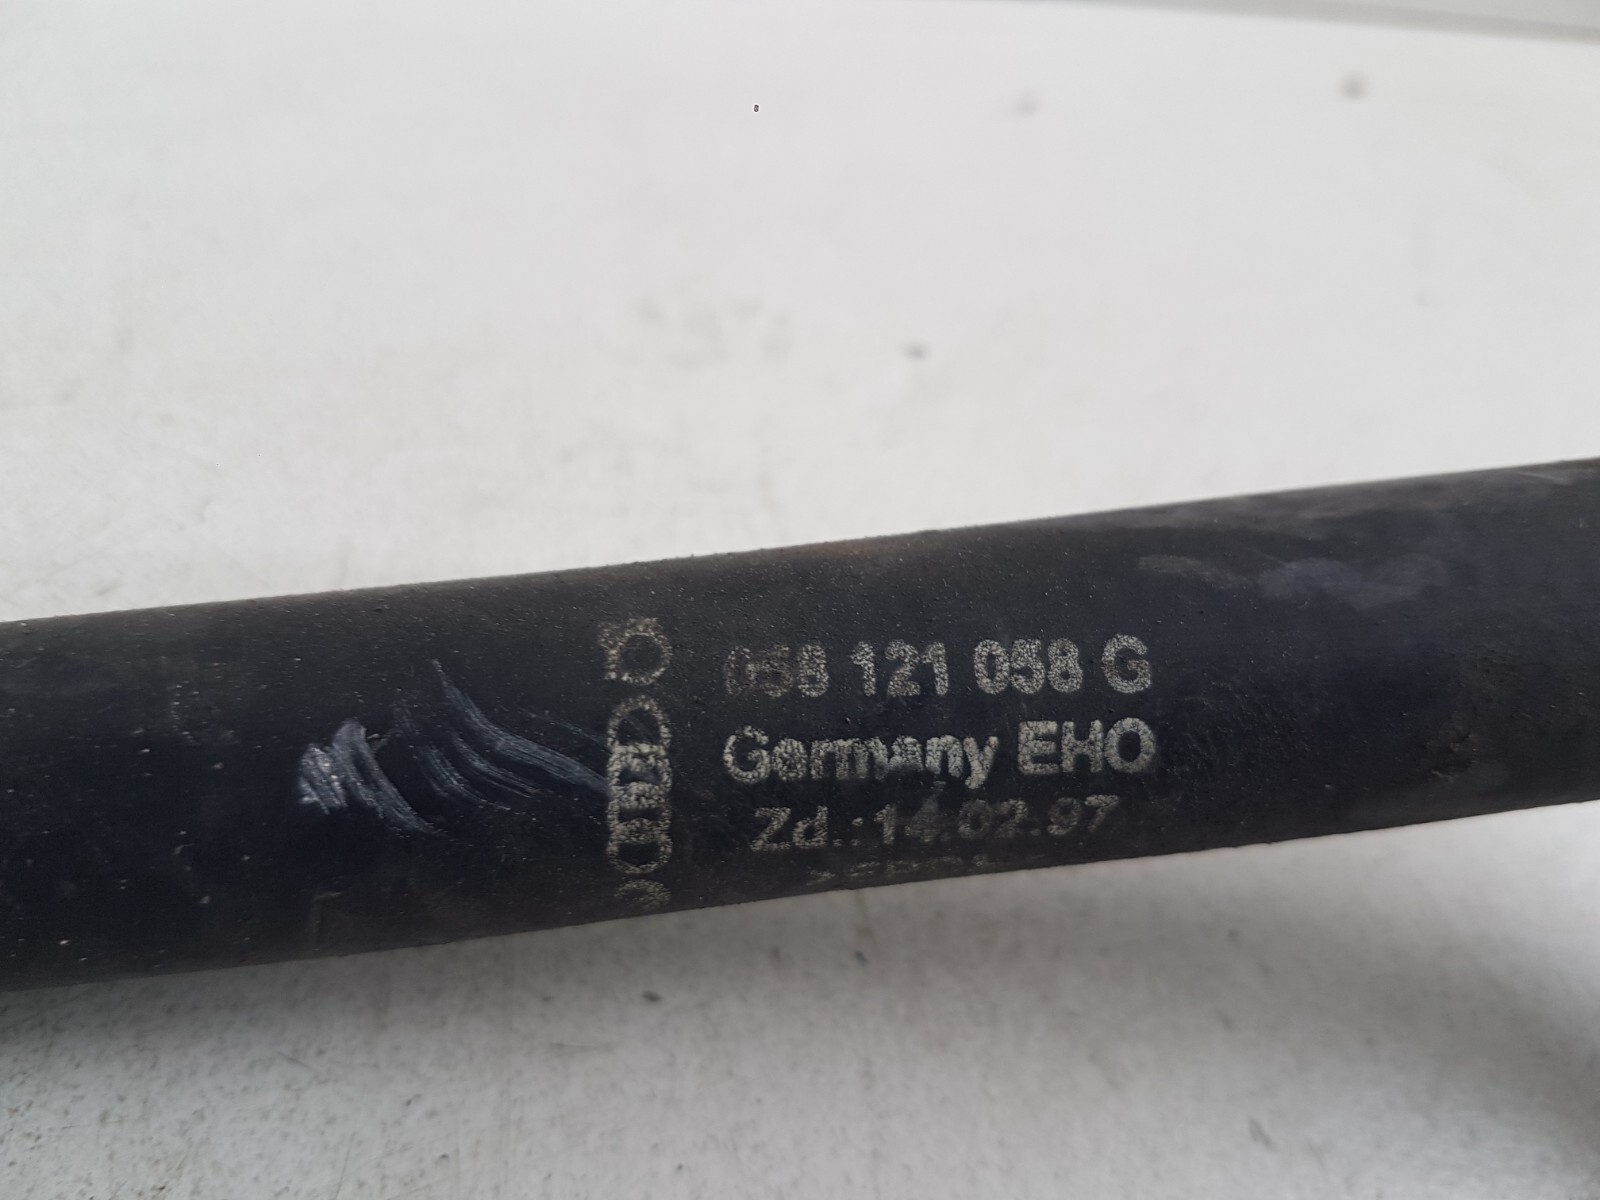 058 121 058 G
Germany EHO
Zd.:14.02.97